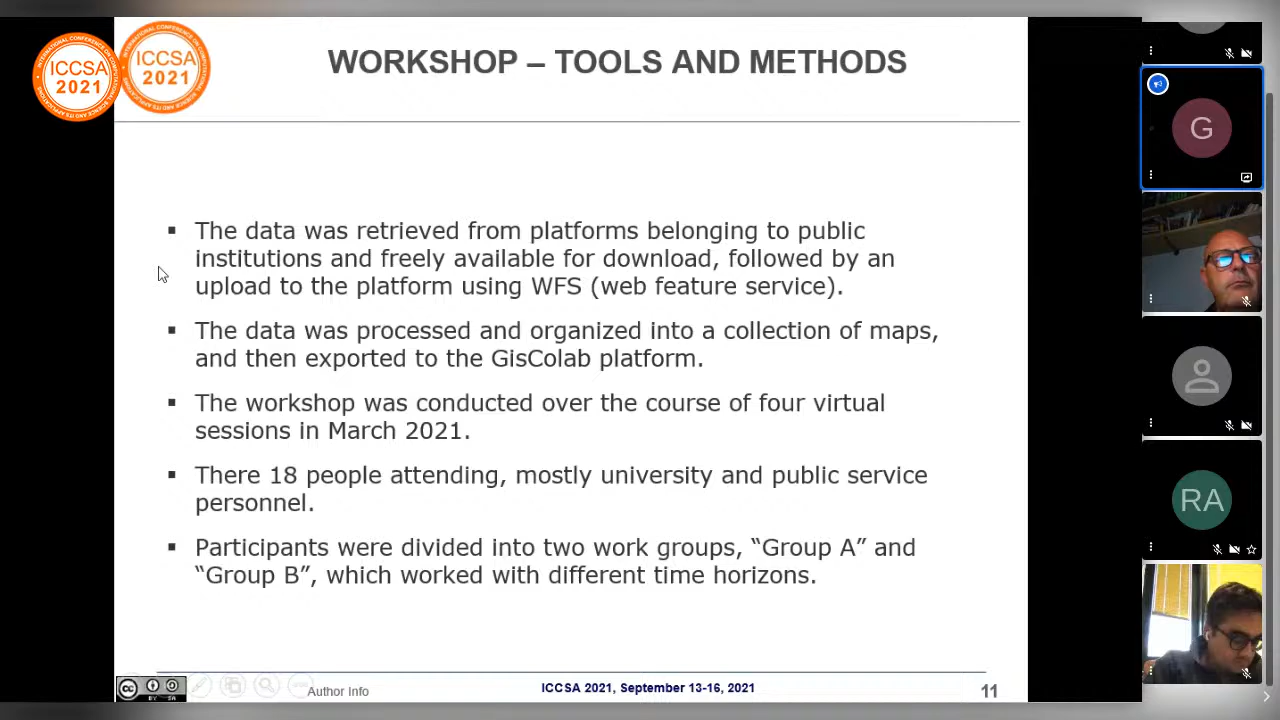 ICCSA
2021
ICCSA
2021
WORKSHOP – TOOLS AND METHODS
▪ The data was retrieved from platforms belonging to public
institutions and freely available for download, followed by an
upload to the platform using WFS (web feature service).
▪ The data was processed and organized into a collection of maps,
and then exported to the GisColab platform.
▪ The workshop was conducted over the course of four virtual
sessions in March 2021.
▪ There 18 people attending, mostly university and public service
personnel.
▪ Participants were divided into two work groups, “Group A” and
“Group B”, which worked with different time horizons.
BY SA
Author info
ICCSA 2021, September 13-16, 2021
11
G
RA